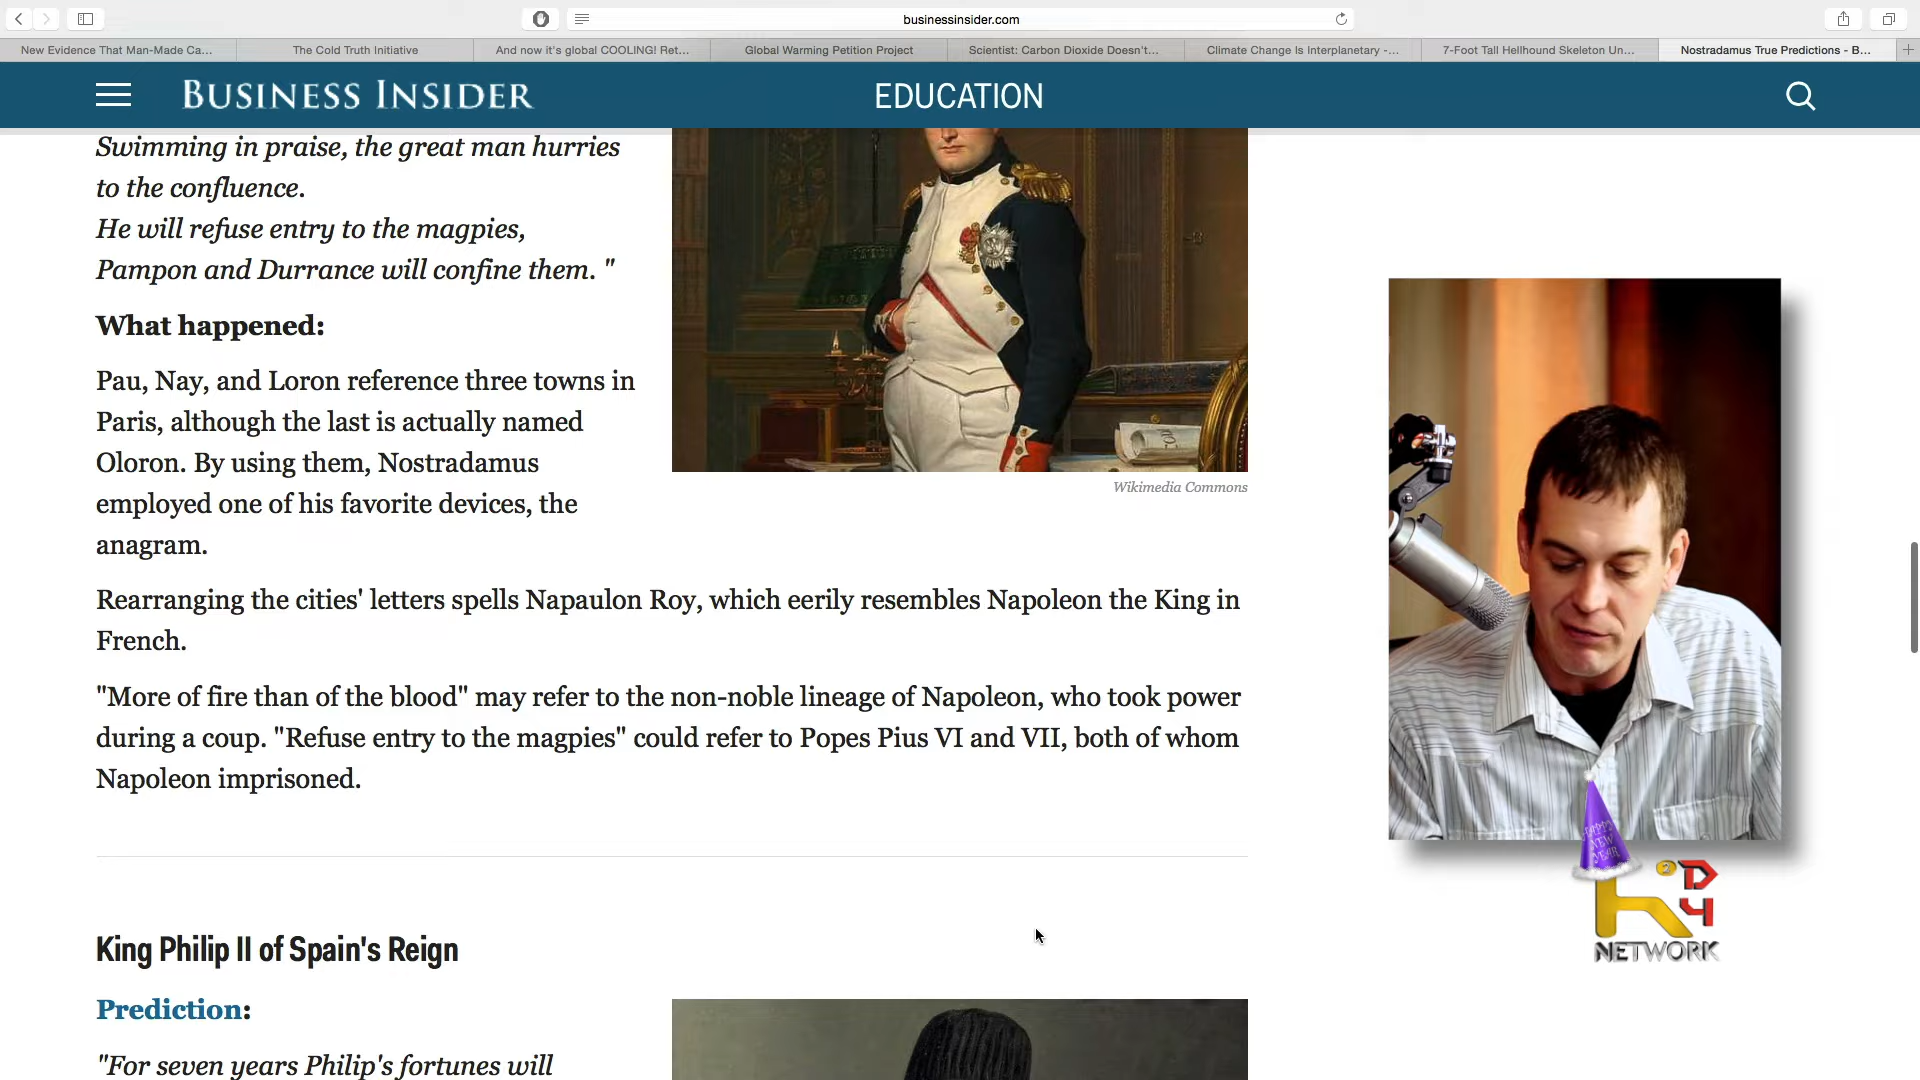 businessinsider.com
New Evidence That Man-Made Ca...
The Cold Truth Initiative
And now it's global COOLING! Ret...
Global Warming Petition Project
Scientist: Carbon Dioxide Doesn't...
Climate Change Is Interplanetary -...
7-Foot Tall Hellhound Skeleton Un...
Nostradamus True Predictions - B...
BUSINESS INSIDER
EDUCATION
Swimming in praise, the great man hurries
to the confluence.
He will refuse entry to the magpies,
Pampon and Durrance will confine them. "
What happened:
Pau, Nay, and Loron reference three towns in
Paris, although the last is actually named
Oloron. By using them, Nostradamus
employed one of his favorite devices, the
anagram.
Wikimedia Commons
Rearranging the cities' letters spells Napaulon Roy, which eerily resembles Napoleon the King in
French.
"More of fire than of the blood" may refer to the non-noble lineage of Napoleon, who took power
during a coup. "Refuse entry to the magpies" could refer to Popes Pius VI and VII, both of whom
Napoleon imprisoned.
King Philip II of Spain's Reign
Prediction:
"For seven years Philip's fortunes will
HAPPY
NEW
YEAR
NETWORK